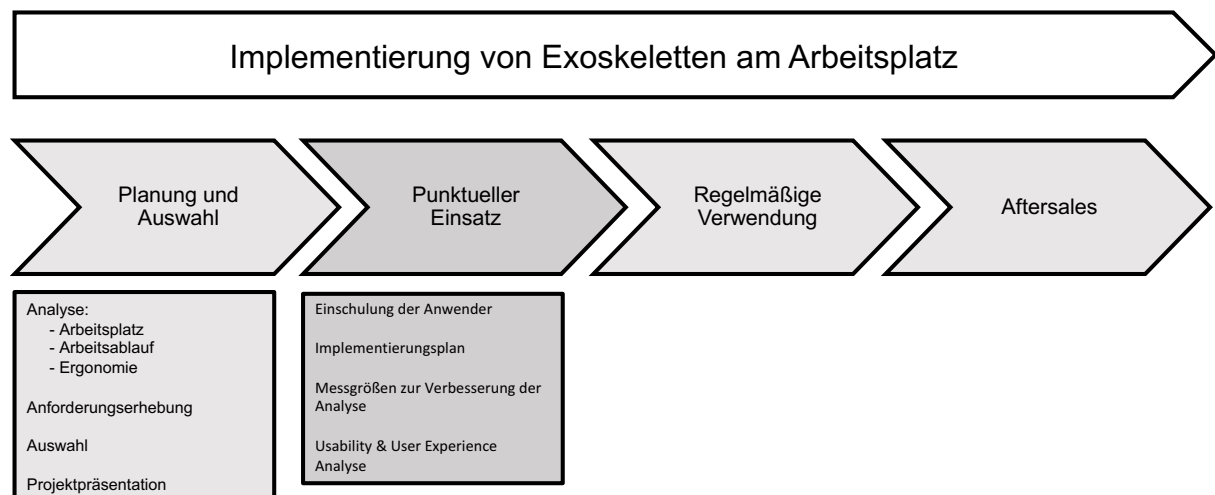 Implementierung von Exoskeletten am Arbeitsplatz
Planung und
Auswahl
Punktueller
Einsatz
Regelmäßige
Verwendung
Aftersales
Analyse:
- Arbeitsplatz
- Arbeitsablauf
- Ergonomie
Anforderungserhebung
Auswahl
Projektpräsentation
Einschulung der Anwender
Implementierungsplan
Messgrößen zur Verbesserung der
Analyse
Usability & User Experience
Analyse